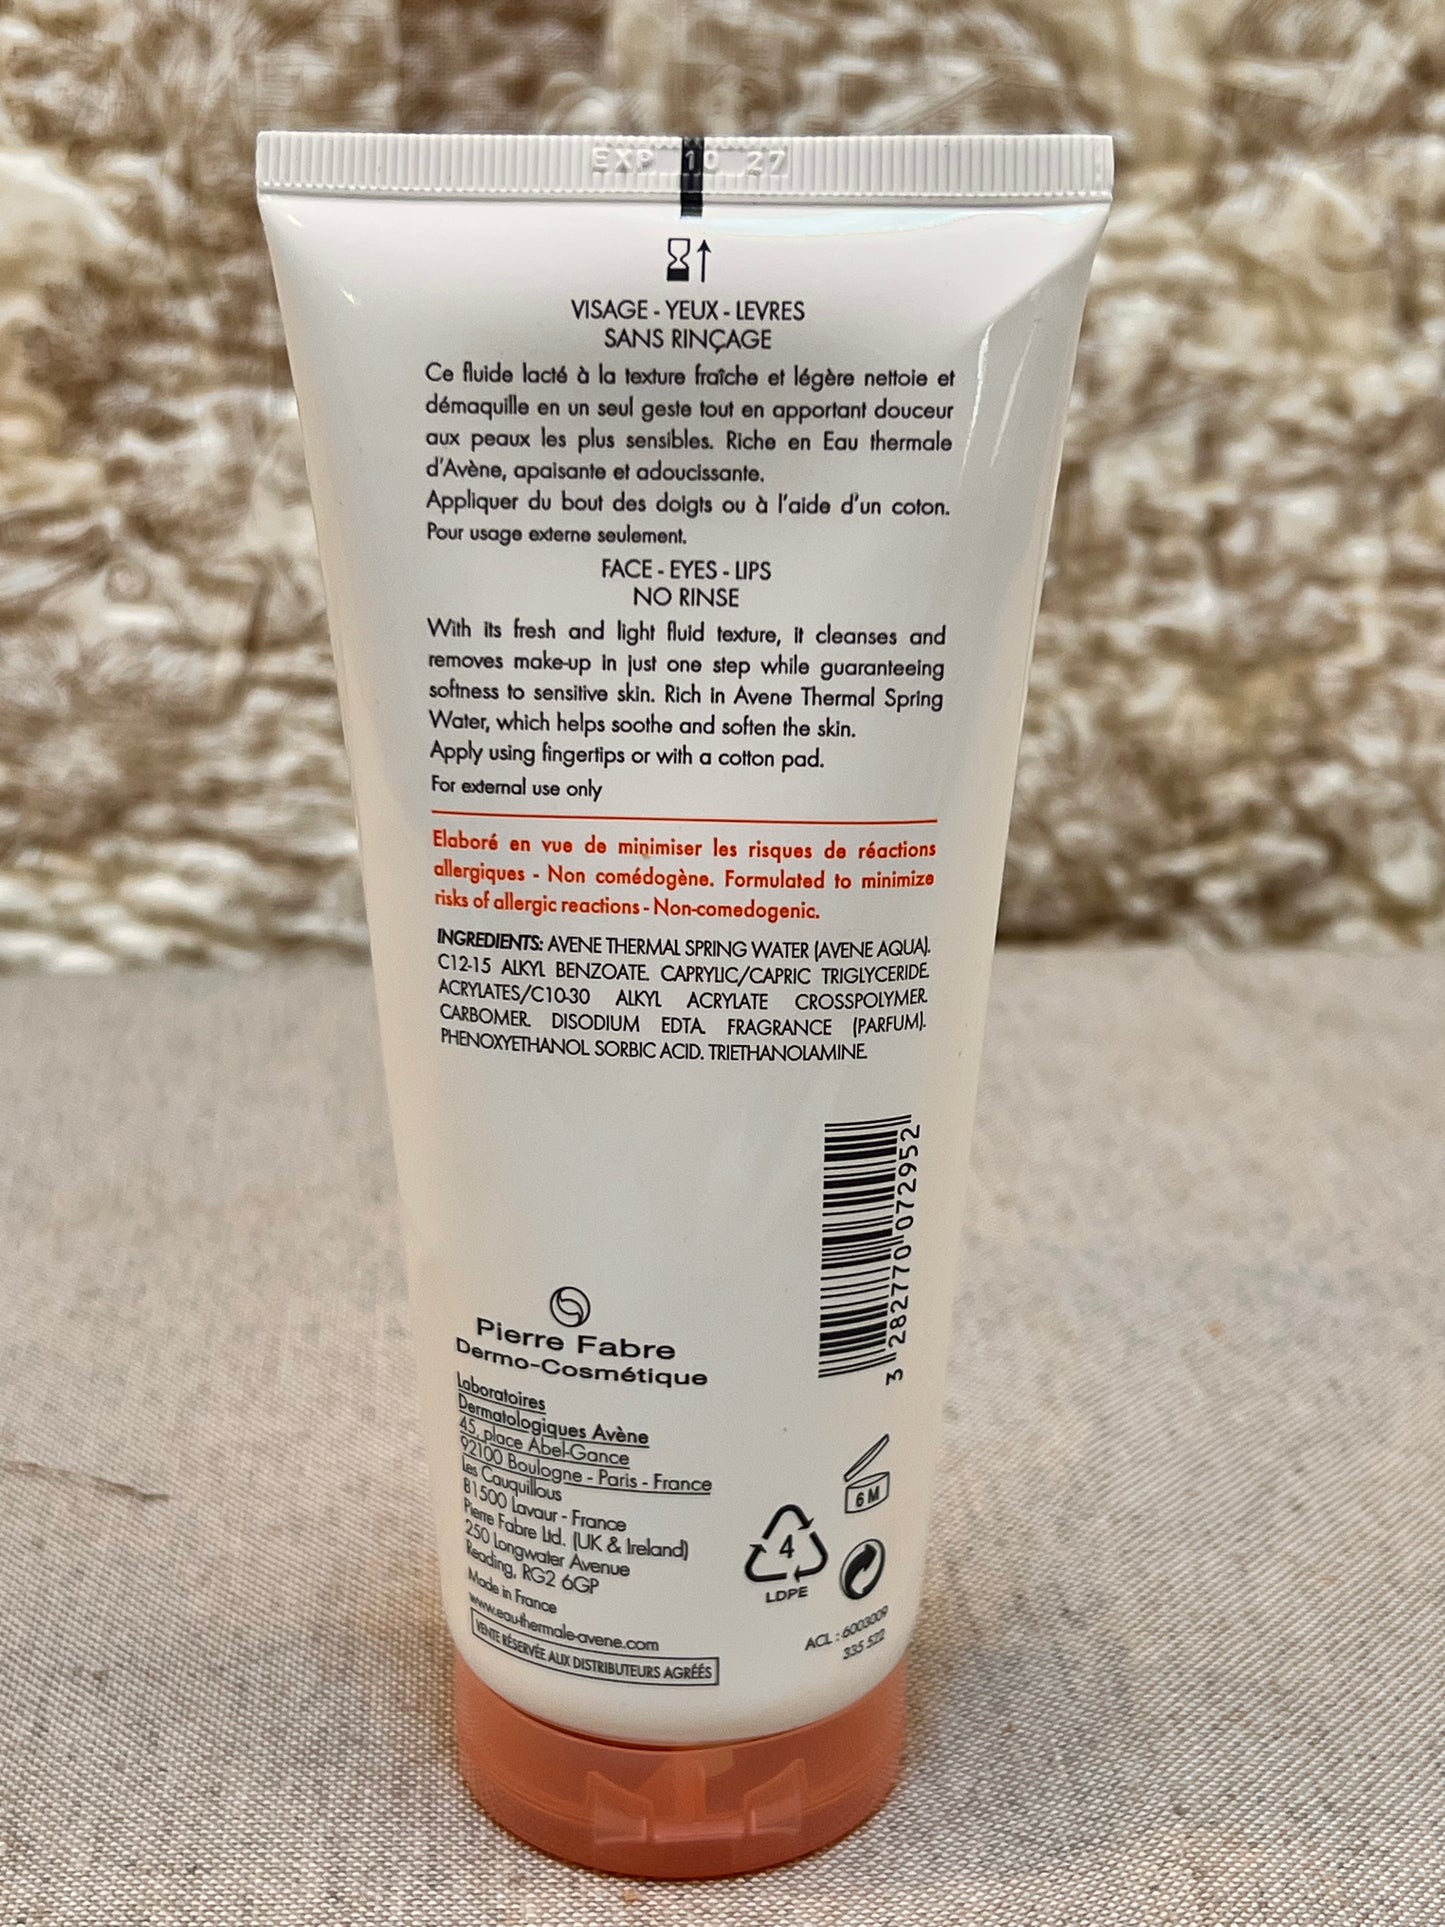 EXP 10 27
VISAGE - YEUX - LEVRES
SANS RINÇAGE
Ce fluide lacté à la texture fraîche et légère nettoie et
démaquille en un seul geste tout en apportant douceur
aux peaux les plus sensibles. Riche en Eau thermale
d'Avène, apaisante et adoucissante.
Appliquer du bout des doigts ou à l'aide d'un coton.
Pour usage externe seulement.
FACE - EYES - LIPS
NO RINSE
With its fresh and light fluid texture, it cleanses and
removes make-up in just one step while guaranteeing
softness to sensitive skin. Rich in Avene Thermal Spring
Water, which helps soothe and soften the skin.
Apply using fingertips or with a cotton pad.
For external use only
Elaboré en vue de minimiser les risques de réactions
allergiques - Non comédogène. Formulated to minimize
risks of allergic reactions - Non-comedogenic.
INGREDIENTS: AVENE THERMAL SPRING WATER (AVENE AQUA).
C12-15 ALKYL BENZOATE. CAPRYLIC/CAPRIC TRIGLYCERIDE.
ACRYLATES/C10-30 ALKYL ACRYLATE CROSSPOLYMER.
CARBOMER. DISODIUM EDTA. FRAGRANCE (PARFUM).
PHENOXYETHANOL. SORBIC ACID. TRIETHANOLAMINE.
3 282770 072952
Pierre Fabre
Dermo-Cosmétique
Laboratoires
Dermatologiques Avène
45, place Abel-Gance
92100 Boulogne - Paris - France
Les Cauquillous
81500 Lavaur - France
Pierre Fabre Ltd. (UK & Ireland)
250 Longwater Avenue
Reading, RG2 6GP
Made in France
www.eau-thermale-avene.com
VENTE RÉSERVÉE AUX DISTRIBUTEURS AGRÉÉS
6 M
4
LDPE
ACL : 6003009
335 522